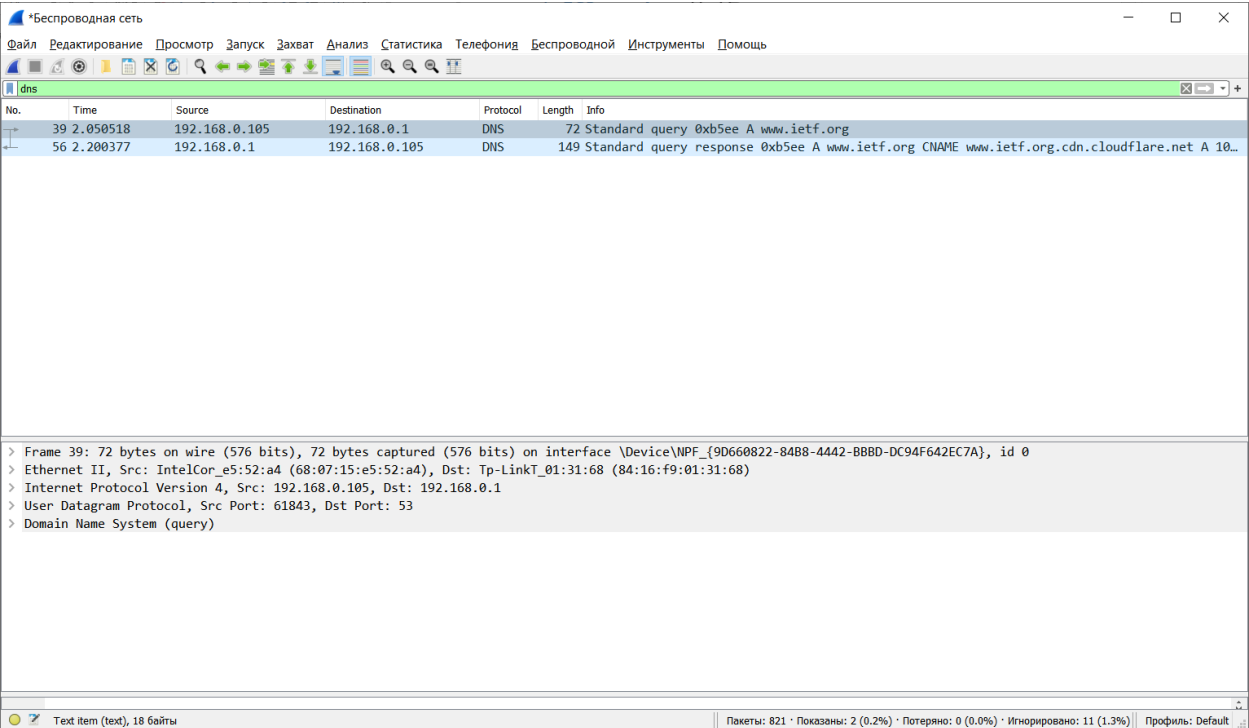 *Беспроводная сеть
Файл Редактирование Просмотр Запуск Захват Анализ Статистика Телефония Беспроводной Инструменты Помощь
dns
No. Time Source Destination Protocol Length Info
39 2.050518 192.168.0.105 192.168.0.1 DNS 72 Standard query 0xb5ee A www.ietf.org
56 2.200377 192.168.0.1 192.168.0.105 DNS 149 Standard query response 0xb5ee A www.ietf.org CNAME www.ietf.org.cdn.cloudflare.net A 10…
Frame 39: 72 bytes on wire (576 bits), 72 bytes captured (576 bits) on interface \Device\NPF_{9D660822-84B8-4442-BBBD-DC94F642EC7A}, id 0
Ethernet II, Src: IntelCor_e5:52:a4 (68:07:15:e5:52:a4), Dst: Tp-LinkT_01:31:68 (84:16:f9:01:31:68)
Internet Protocol Version 4, Src: 192.168.0.105, Dst: 192.168.0.1
User Datagram Protocol, Src Port: 61843, Dst Port: 53
Domain Name System (query)
Text item (text), 18 байты Пакеты: 821 · Показаны: 2 (0.2%) · Потеряно: 0 (0.0%) · Игнорировано: 11 (1.3%) Профиль: Default